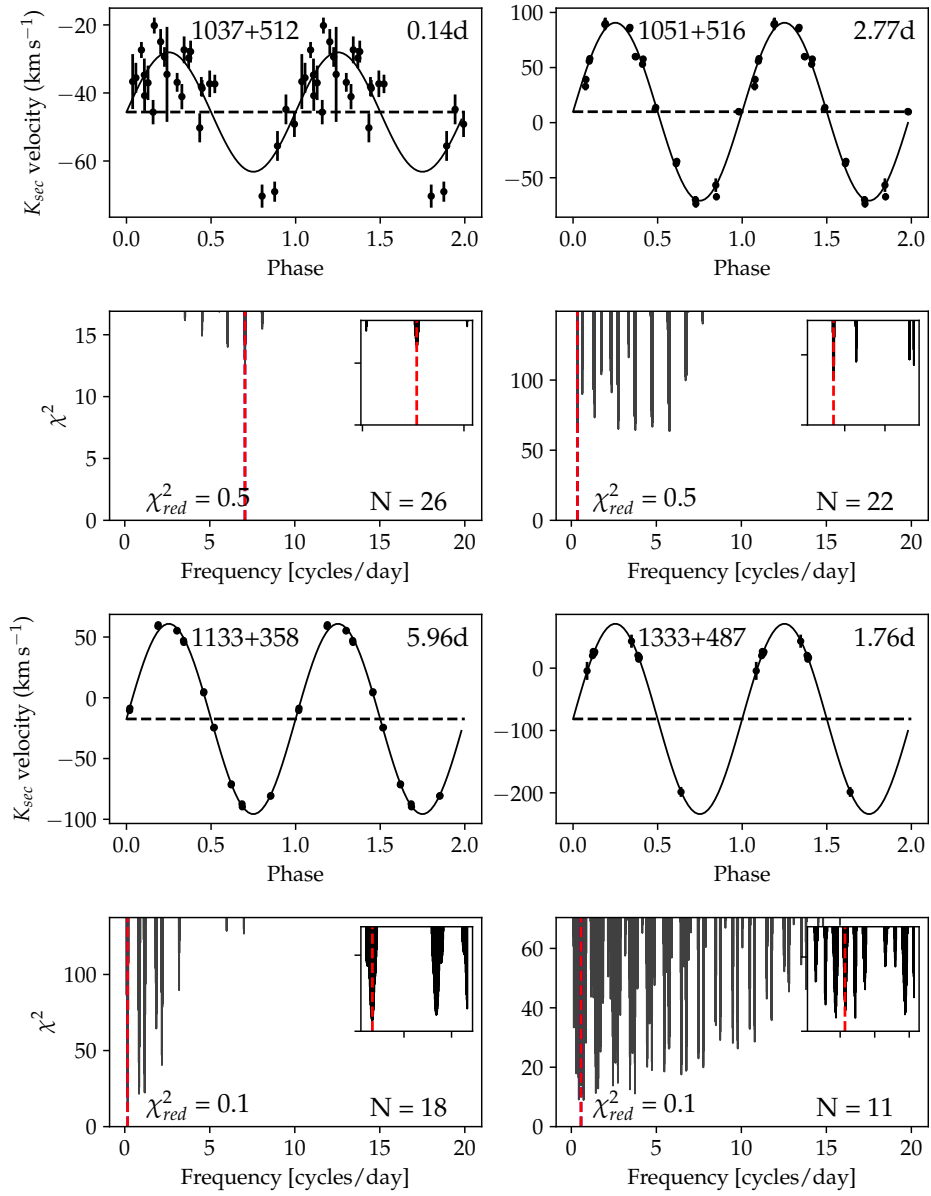 1037+512 0.14d
−20
−40
−60
K_sec velocity (km s⁻¹)
0.0 0.5 1.0 1.5 2.0
Phase
1051+516 2.77d
100
50
0
−50
0.0 0.5 1.0 1.5 2.0
Phase
15
10
5
0
χ²
χ²_red = 0.5 N = 26
0 5 10 15 20
Frequency [cycles/day]
100
50
0
χ²_red = 0.5 N = 22
0 5 10 15 20
Frequency [cycles/day]
1133+358 5.96d
50
0
−50
−100
K_sec velocity (km s⁻¹)
0.0 0.5 1.0 1.5 2.0
Phase
1333+487 1.76d
0
−100
−200
0.0 0.5 1.0 1.5 2.0
Phase
100
50
0
χ²
χ²_red = 0.1 N = 18
0 5 10 15 20
Frequency [cycles/day]
60
40
20
0
χ²_red = 0.1 N = 11
0 5 10 15 20
Frequency [cycles/day]